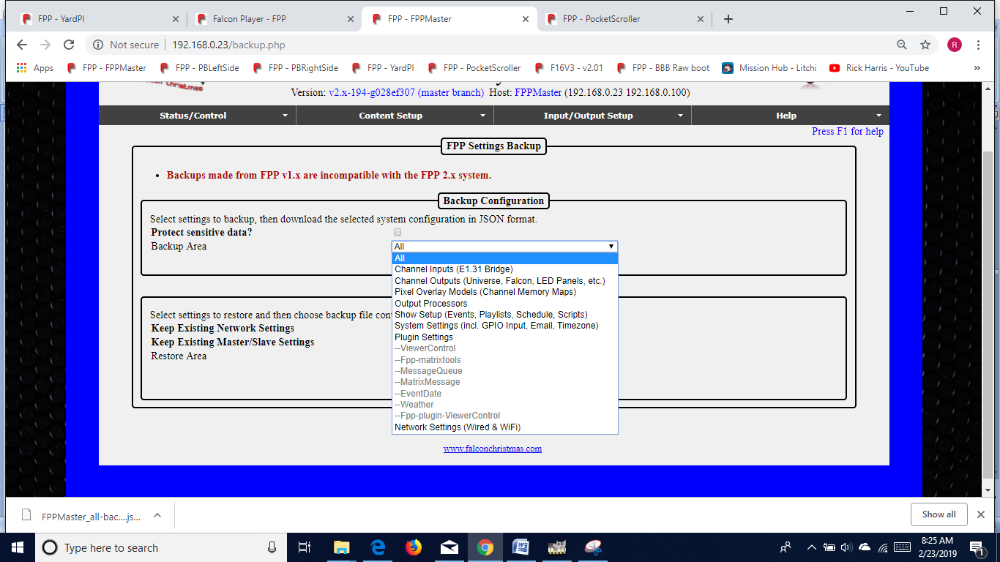 FPP - YardPI
Falcon Player - FPP
FPP - FPPMaster
FPP - PocketScroller
Not secure | 192.168.0.23/backup.php
R
Apps
FPP - FPPMaster
FPP - PBLeftSide
FPP - PBRightSide
FPP - YardPI
FPP - PocketScroller
F16V3 - v2.01
FPP - BBB Raw boot
Mission Hub - Litchi
Rick Harris - YouTube
»
Christmas
Version: v2.x-194-g028ef307 (master branch) Host: FPPMaster (192.168.0.23 192.168.0.100)
Status/Control
Content Setup
Input/Output Setup
Help
Press F1 for help
FPP Settings Backup
• Backups made from FPP v1.x are incompatible with the FPP 2.x system.
Backup Configuration
Select settings to backup, then download the selected system configuration in JSON format.
Protect sensitive data?
Backup Area
All
All
Channel Inputs (E1.31 Bridge)
Channel Outputs (Universe, Falcon, LED Panels, etc.)
Pixel Overlay Models (Channel Memory Maps)
Output Processors
Show Setup (Events, Playlists, Schedule, Scripts)
System Settings (incl. GPIO Input, Email, Timezone)
Plugin Settings
--ViewerControl
--Fpp-matrixtools
--MessageQueue
--MatrixMessage
--EventDate
--Weather
--Fpp-plugin-ViewerControl
Network Settings (Wired & WiFi)
Select settings to restore and then choose backup file con
Keep Existing Network Settings
Keep Existing Master/Slave Settings
Restore Area
www.falconchristmas.com
FPPMaster_all-bac....js...
Show all
Type here to search
8:25 AM
2/23/2019
1